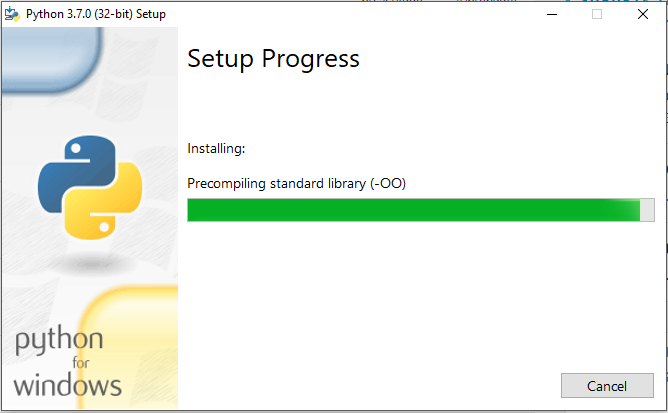 Python 3.7.0 (32-bit) Setup
Setup Progress
Installing:
Precompiling standard library (-OO)
python
for
windows
Cancel